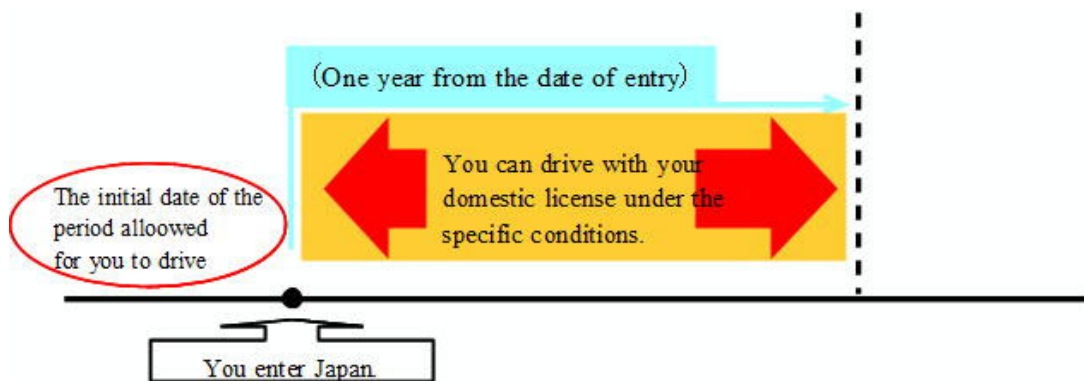 (One year from the date of entry)
You can drive with your
domestic license under the
specific conditions.
The initial date of the
period alloowed
for you to drive
You enter Japan.